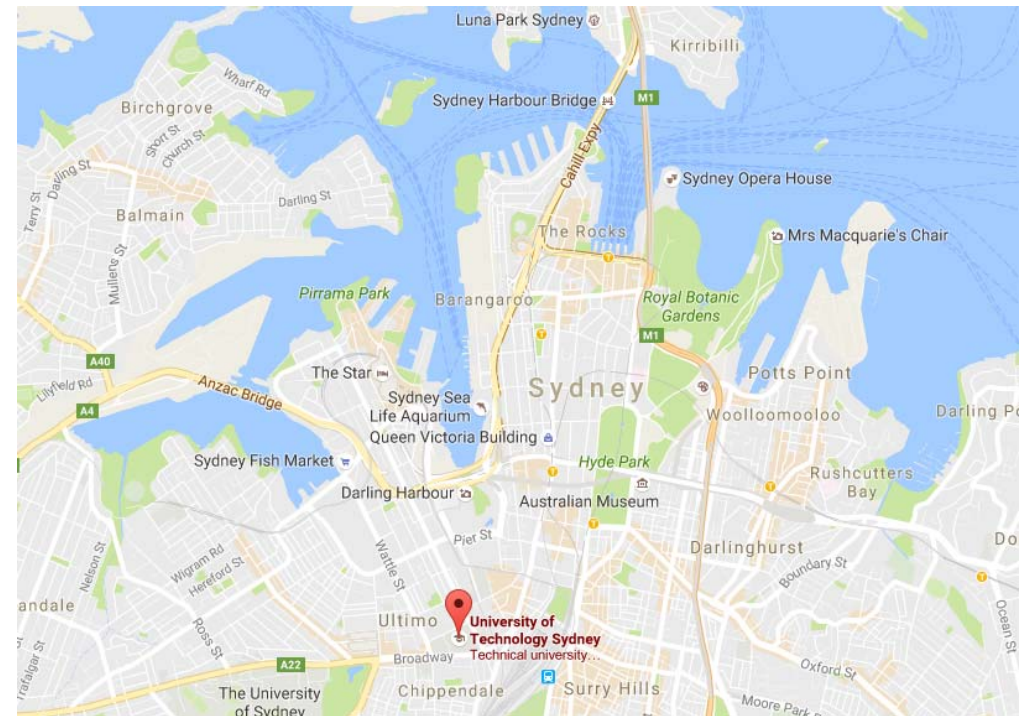 Luna Park Sydney
Kirribilli
Wharf Rd
Birchgrove
Sydney Harbour Bridge
M1
Short St
Church St
Cahill Expy
Darling St
Sydney Opera House
Terry St
Darling St
Balmain
The Rocks
Mrs Macquarie's Chair
Mullens St
Pirrama Park
Barangaroo
Royal Botanic
Gardens
M1
A40
The Star
Potts Point
Lilyfield Rd
Anzac Bridge
Sydney
A4
Sydney Sea
Life Aquarium
Woolloomooloo
Darling Po
Queen Victoria Building
Sydney Fish Market
Hyde Park
Rushcutters
Bay
Darling Harbour
Australian Museum
Pier St
Wattle St
Darlinghurst
Do
Nelson St
Wigram Rd
Hereford St
Boundary St
andale
Ultimo
University of
Technology Sydney
Technical university...
Ross St
Ocean St
Trafalgar St
A22
Broadway
Oxford St
The University
of Sydney
Chippendale
Surry Hills
Moore Park R